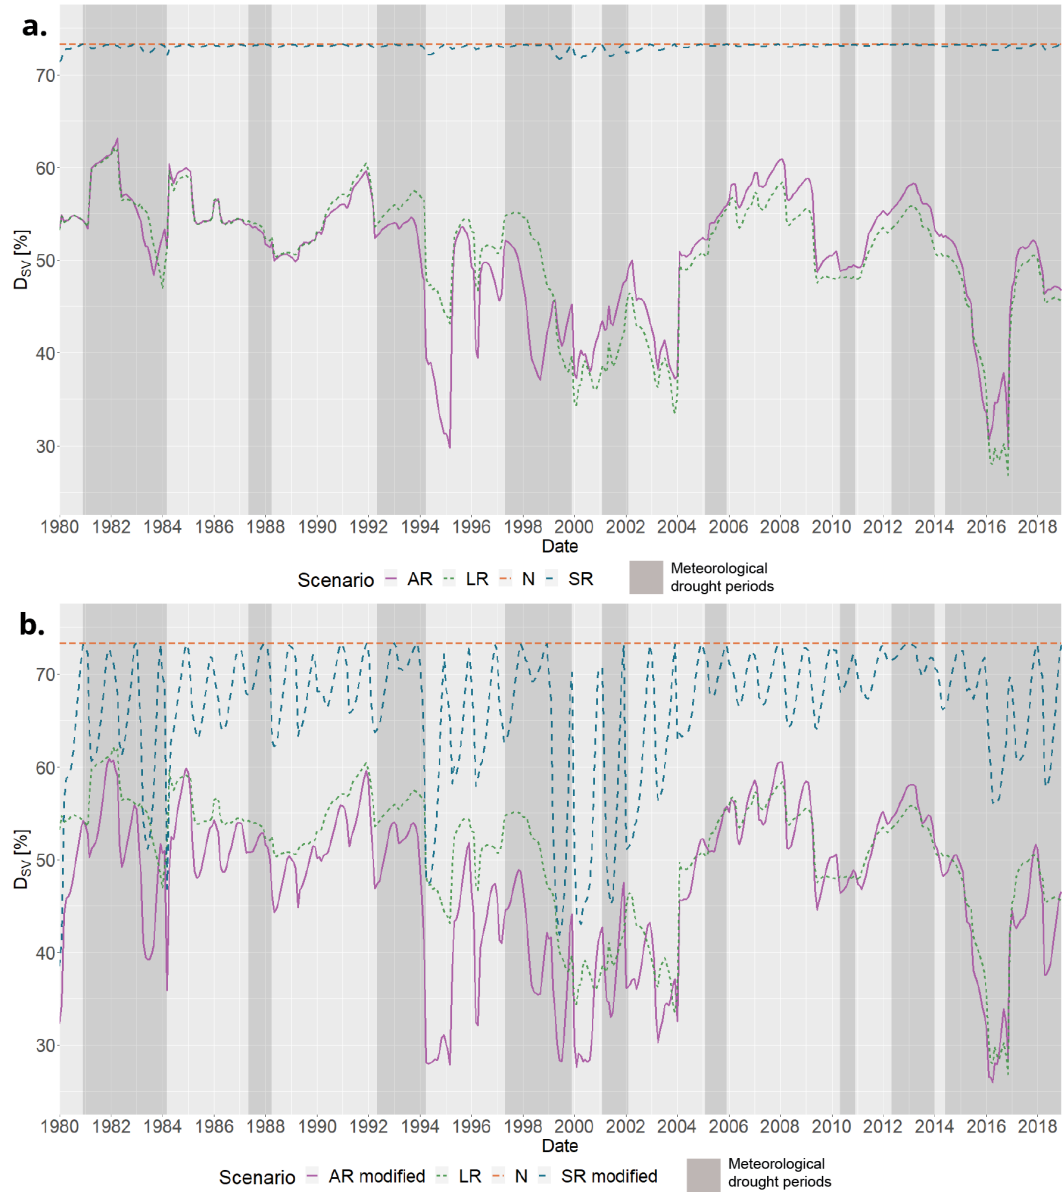 a.
70
60
50
40
30
D_SV [%]
1980 1982 1984 1986 1988 1990 1992 1994 1996 1998 2000 2002 2004 2006 2008 2010 2012 2014 2016 2018
Date
Scenario AR LR N SR Meteorological
drought periods
b.
70
60
50
40
30
D_SV [%]
1980 1982 1984 1986 1988 1990 1992 1994 1996 1998 2000 2002 2004 2006 2008 2010 2012 2014 2016 2018
Date
Scenario AR modified LR N SR modified Meteorological
drought periods